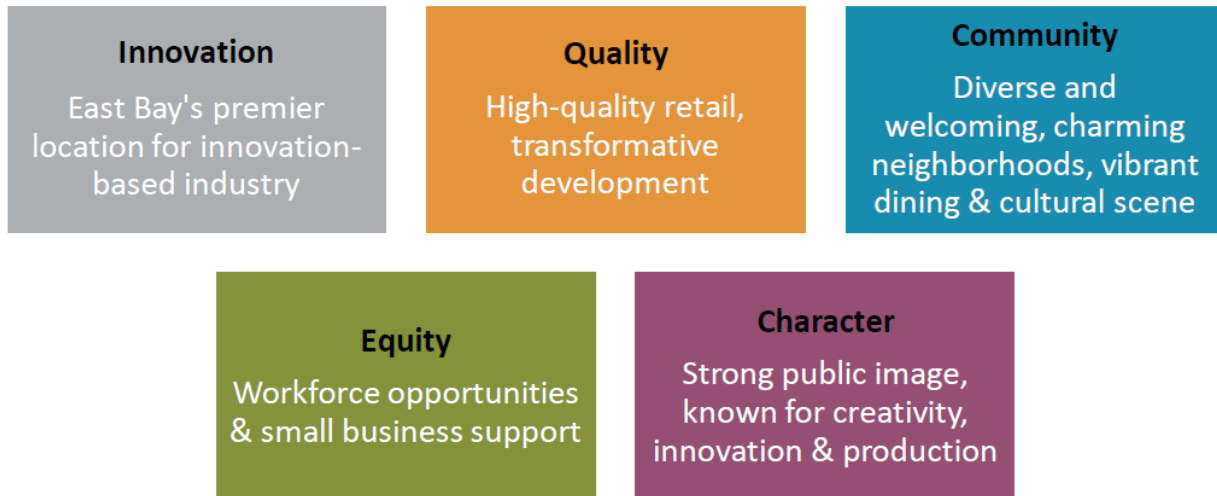 Innovation
East Bay's premier
location for innovation-
based industry
Quality
High-quality retail,
transformative
development
Community
Diverse and
welcoming, charming
neighborhoods, vibrant
dining & cultural scene
Equity
Workforce opportunities
& small business support
Character
Strong public image,
known for creativity,
innovation & production